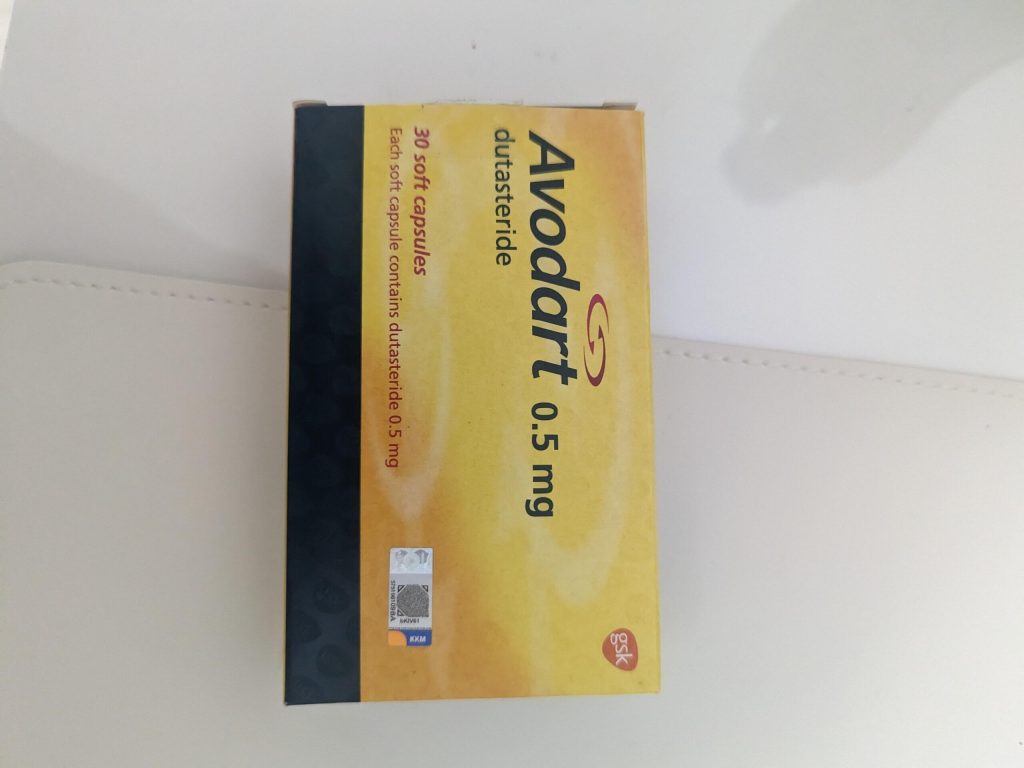 Avodart 0.5 mg
dutasteride
30 soft capsules
Each soft capsule contains dutasteride 0.5 mg
gsk
KKM